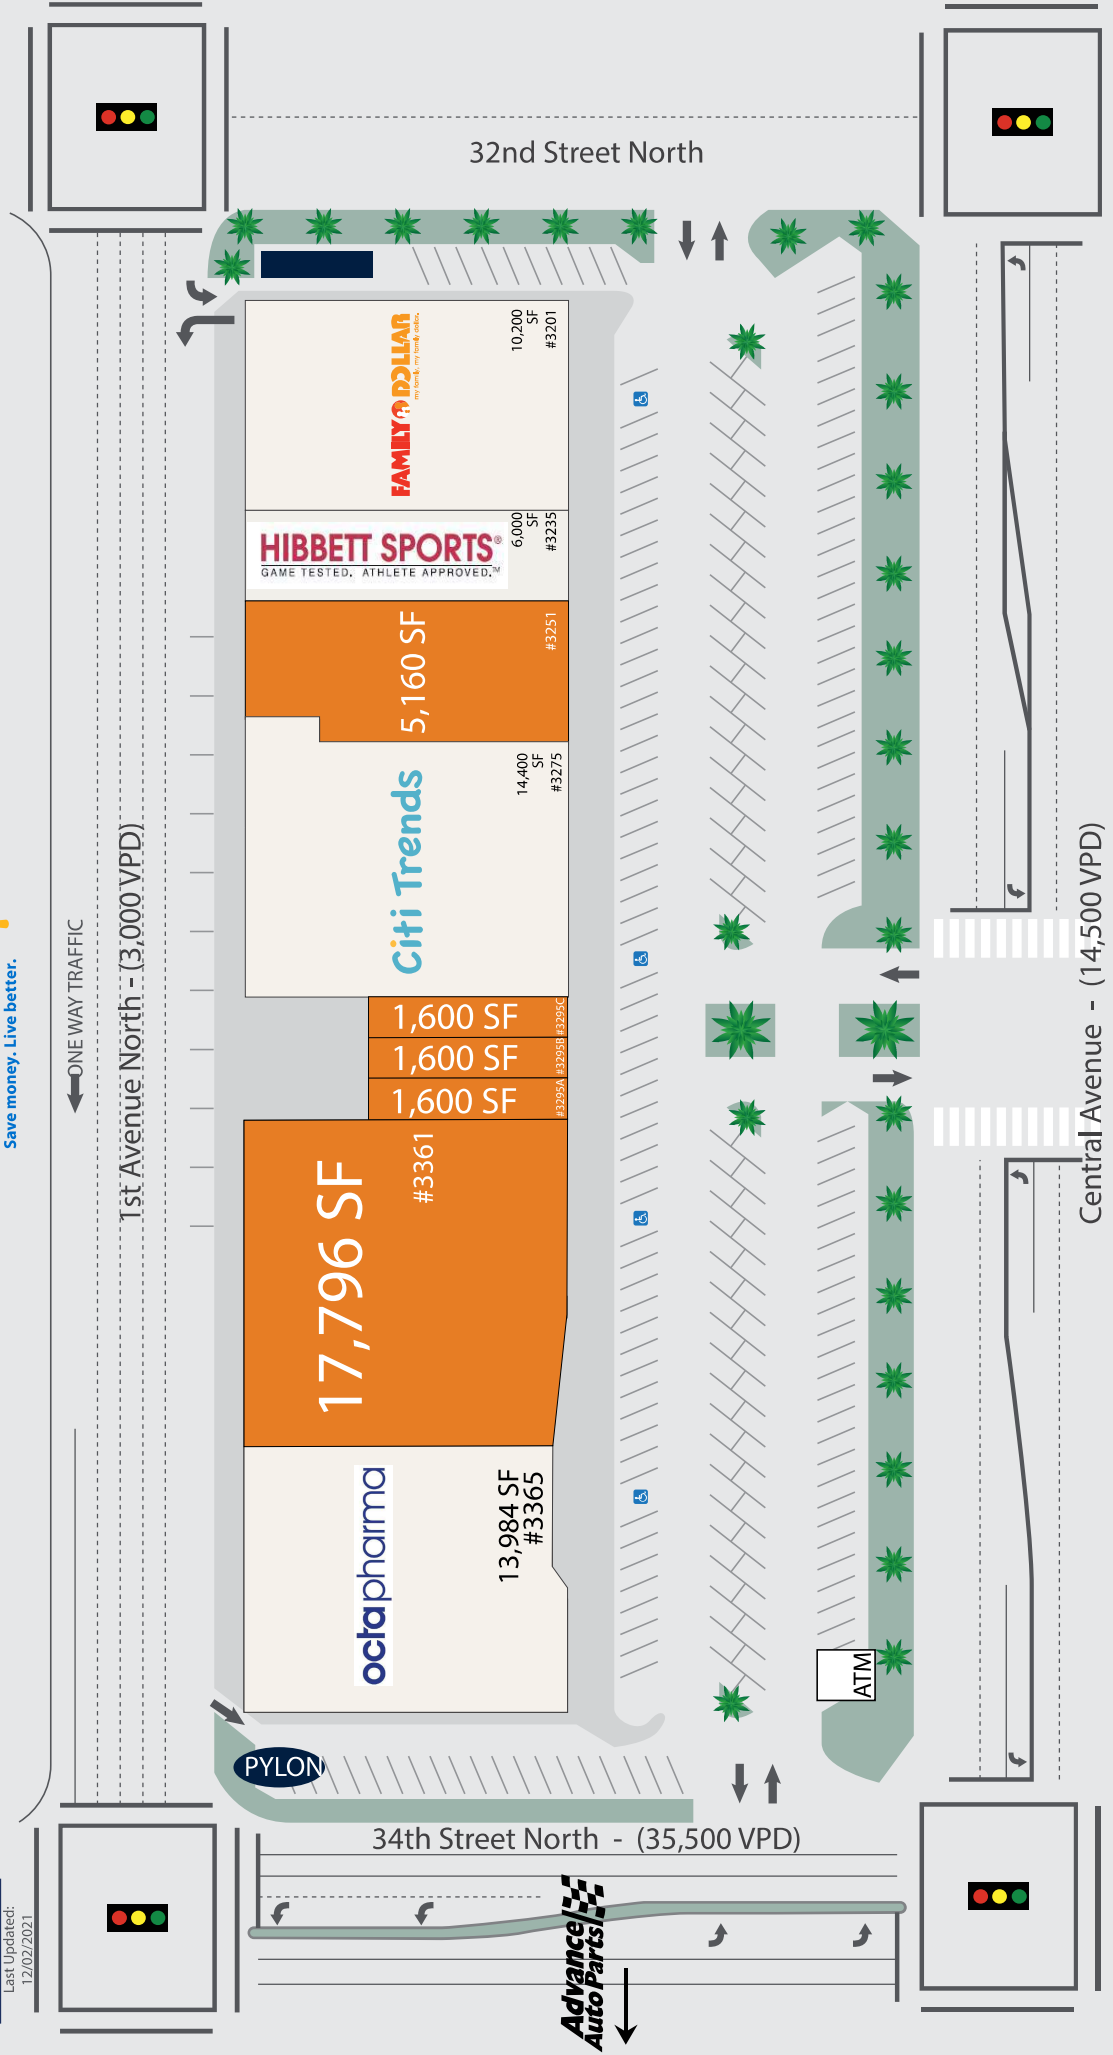 32nd Street North
10,200
SF
#3201
FAMILY DOLLAR
my family, my family dollar.
6,000
SF
#3235
HIBBETT SPORTS®
GAME TESTED. ATHLETE APPROVED.™
5,160 SF
#3251
14,400
SF
#3275
Citi Trends
1,600 SF
#3295C
1,600 SF
#3295B
1,600 SF
#3295A
17,796 SF
#3361
octapharma
13,984 SF
#3365
ATM
PYLON
1st Avenue North - (3,000 VPD)
ONE WAY TRAFFIC
Save money. Live better.
Central Avenue - (14,500 VPD)
34th Street North - (35,500 VPD)
Advance
Auto Parts
Last Updated:
12/02/2021